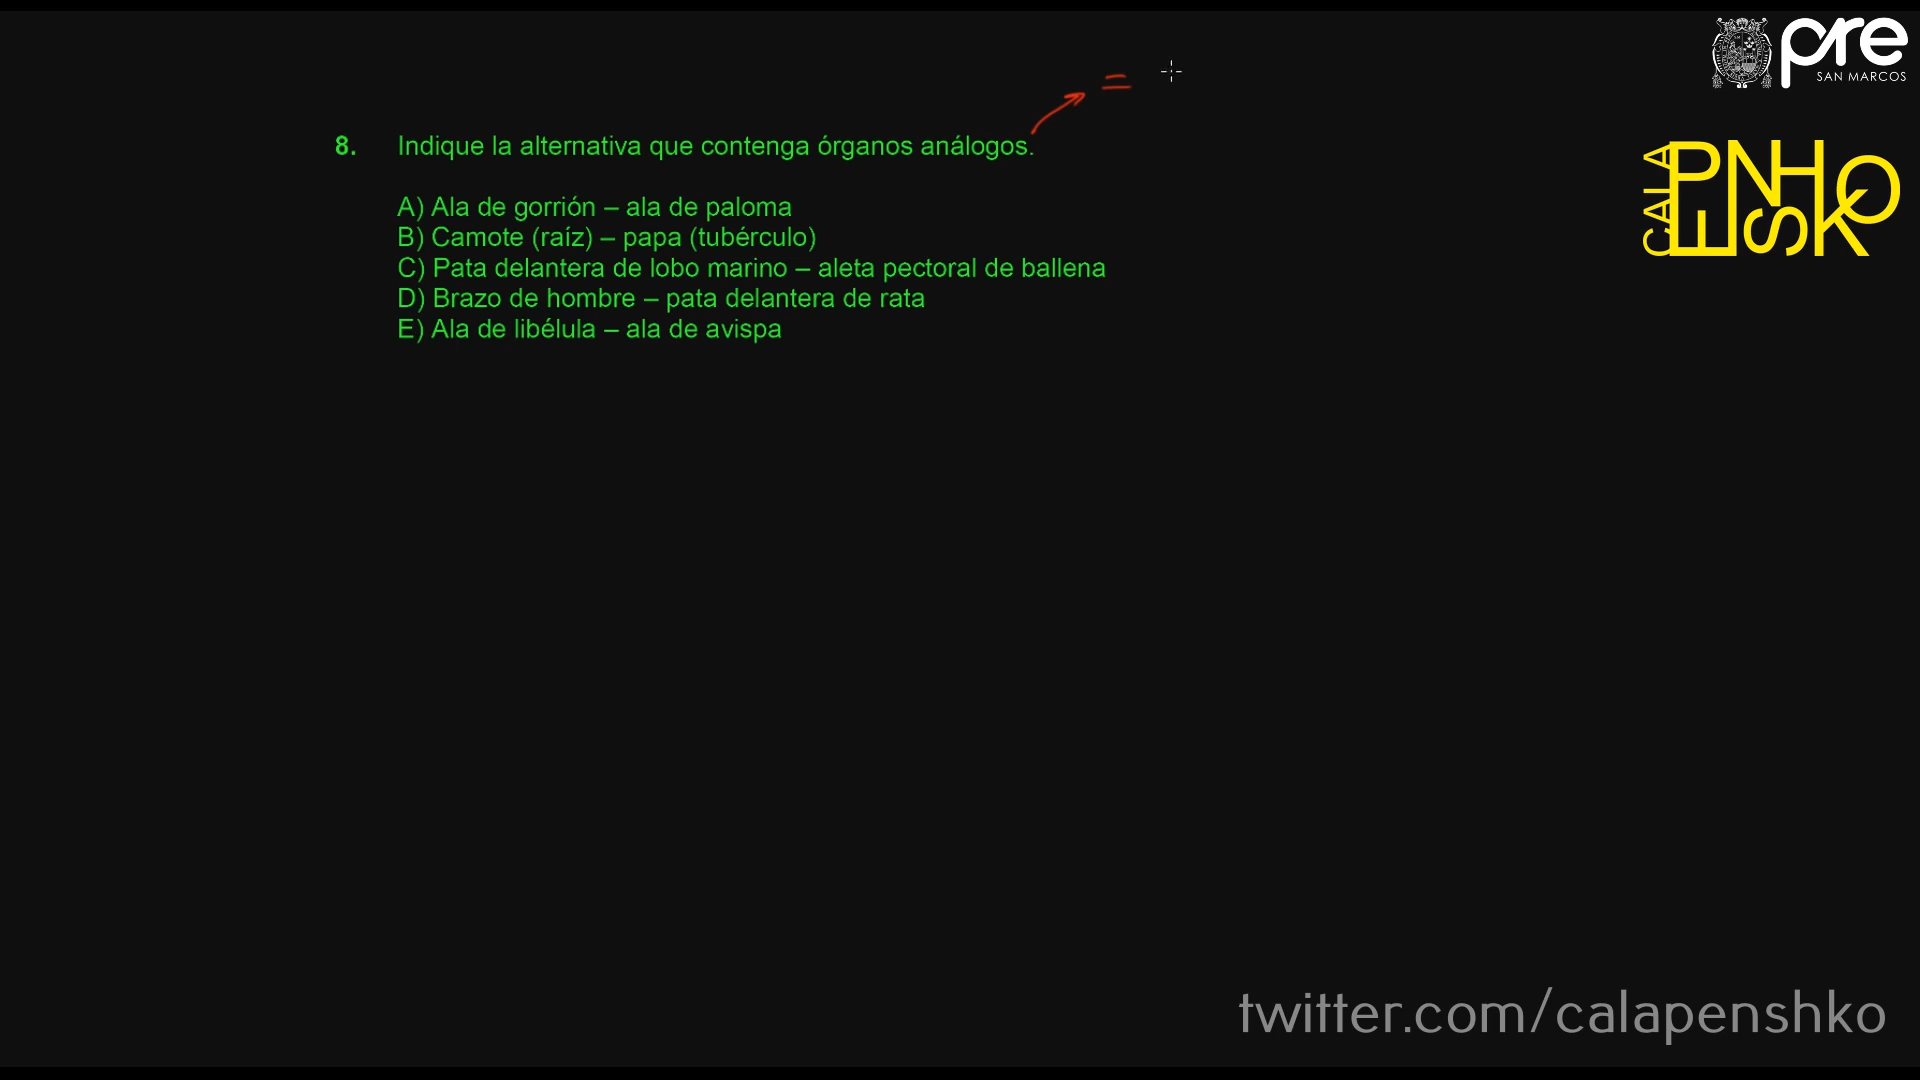 pre
SAN MARCOS
=
8. Indique la alternativa que contenga órganos análogos.
CALA
PENSHKO
A) Ala de gorrión – ala de paloma
B) Camote (raíz) – papa (tubérculo)
C) Pata delantera de lobo marino – aleta pectoral de ballena
D) Brazo de hombre – pata delantera de rata
E) Ala de libélula – ala de avispa
twitter.com/calapenshko